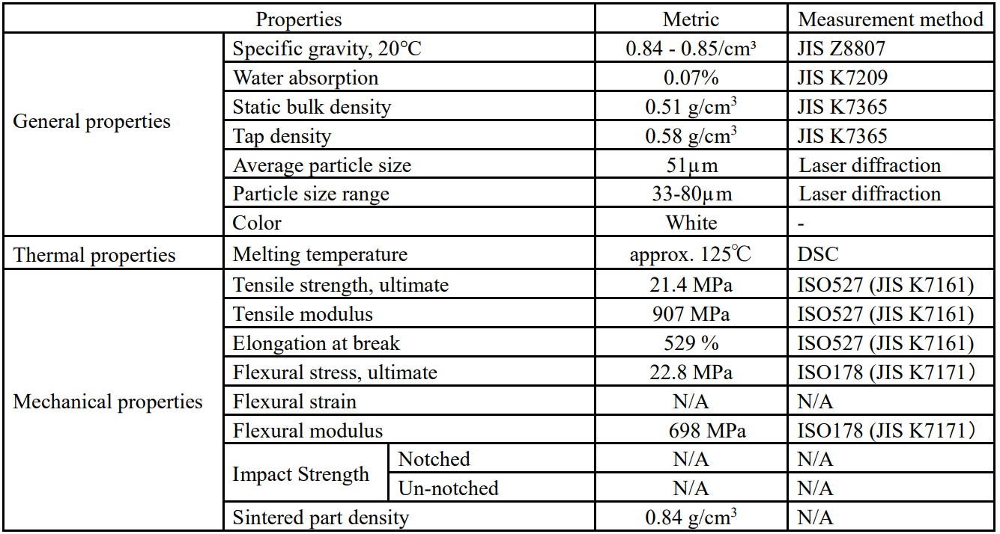 Properties Metric Measurement method
General properties
Specific gravity, 20℃ 0.84 - 0.85/cm³ JIS Z8807
Water absorption 0.07% JIS K7209
Static bulk density 0.51 g/cm³ JIS K7365
Tap density 0.58 g/cm³ JIS K7365
Average particle size 51μm Laser diffraction
Particle size range 33-80μm Laser diffraction
Color White -
Thermal properties Melting temperature approx. 125℃ DSC
Mechanical properties
Tensile strength, ultimate 21.4 MPa ISO527 (JIS K7161)
Tensile modulus 907 MPa ISO527 (JIS K7161)
Elongation at break 529 % ISO527 (JIS K7161)
Flexural stress, ultimate 22.8 MPa ISO178 (JIS K7171）
Flexural strain N/A N/A
Flexural modulus 698 MPa ISO178 (JIS K7171）
Impact Strength
Notched N/A N/A
Un-notched N/A N/A
Sintered part density 0.84 g/cm³ N/A